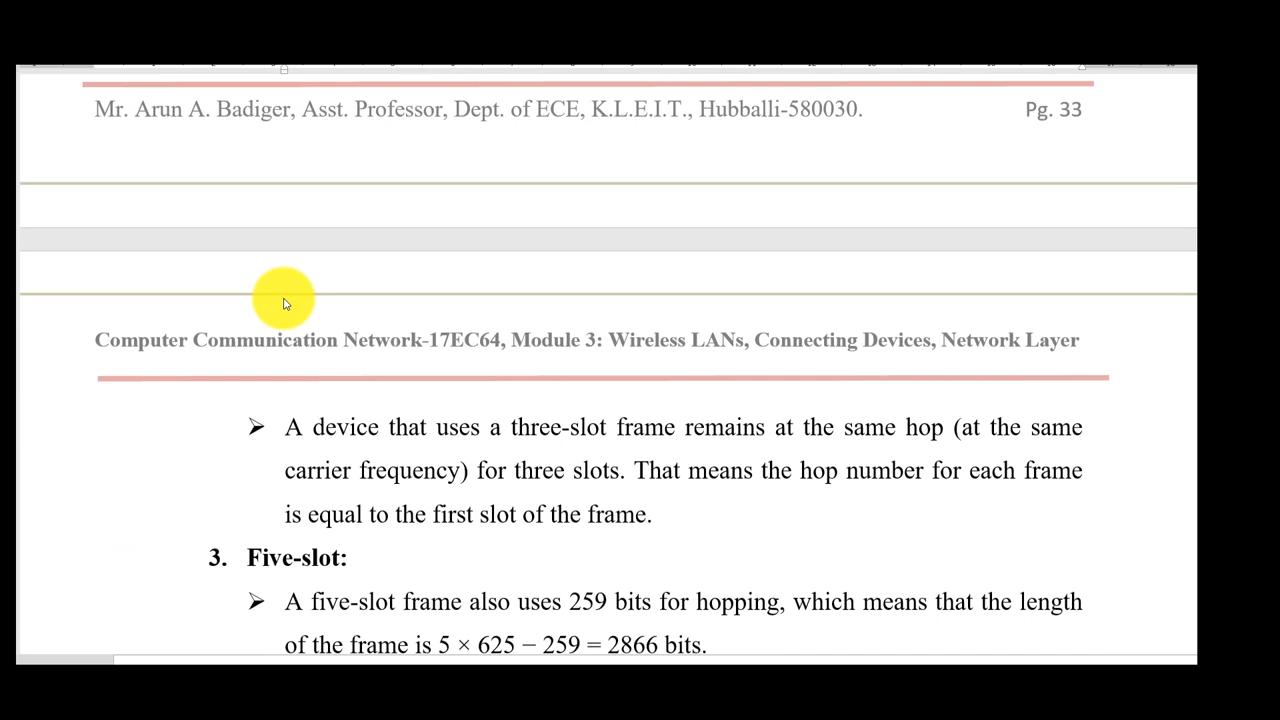 Mr. Arun A. Badiger, Asst. Professor, Dept. of ECE, K.L.E.I.T., Hubballi-580030. Pg. 33
Computer Communication Network-17EC64, Module 3: Wireless LANs, Connecting Devices, Network Layer
➢ A device that uses a three-slot frame remains at the same hop (at the same
carrier frequency) for three slots. That means the hop number for each frame
is equal to the first slot of the frame.
3. Five-slot:
➢ A five-slot frame also uses 259 bits for hopping, which means that the length
of the frame is 5 × 625 − 259 = 2866 bits.